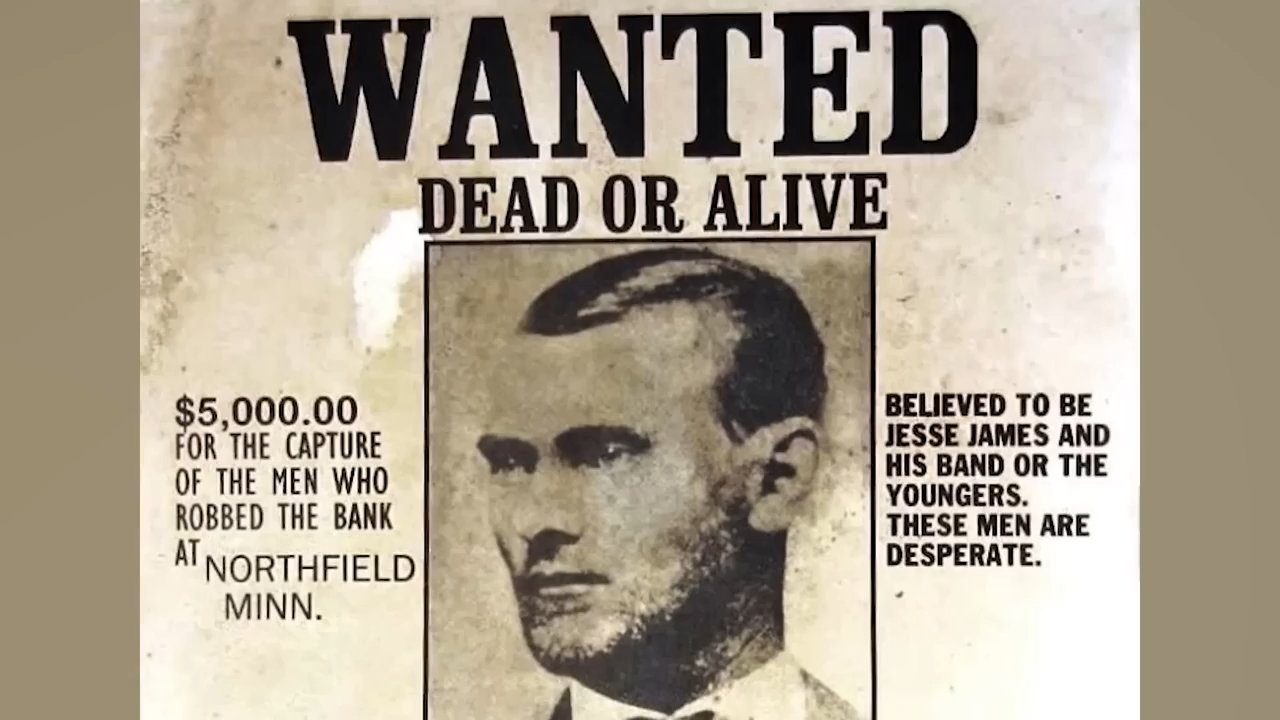 WANTED
DEAD OR ALIVE
$5,000.00
FOR THE CAPTURE
OF THE MEN WHO
ROBBED THE BANK
AT NORTHFIELD
MINN.
BELIEVED TO BE
JESSE JAMES AND
HIS BAND OR THE
YOUNGERS.
THESE MEN ARE
DESPERATE.